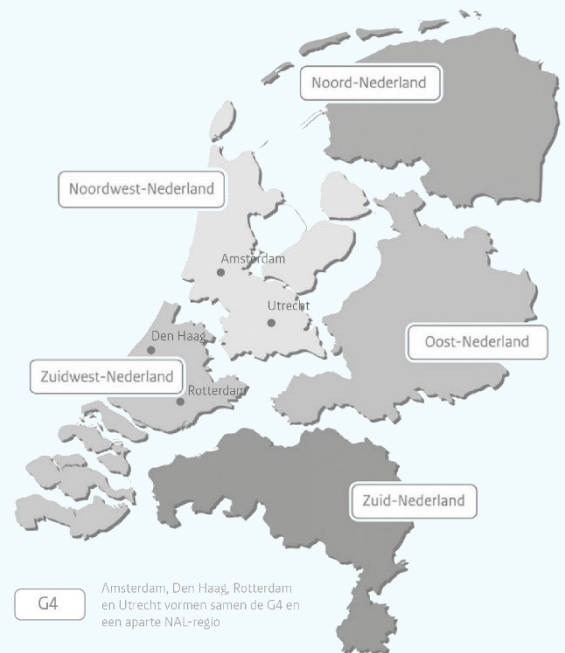 Noord-Nederland
Noordwest-Nederland
Amsterdam
Utrecht
Den Haag
Oost-Nederland
Zuidwest-Nederland
Rotterdam
Zuid-Nederland
G4
Amsterdam, Den Haag, Rotterdam
en Utrecht vormen samen de G4 en
een aparte NAL-regio